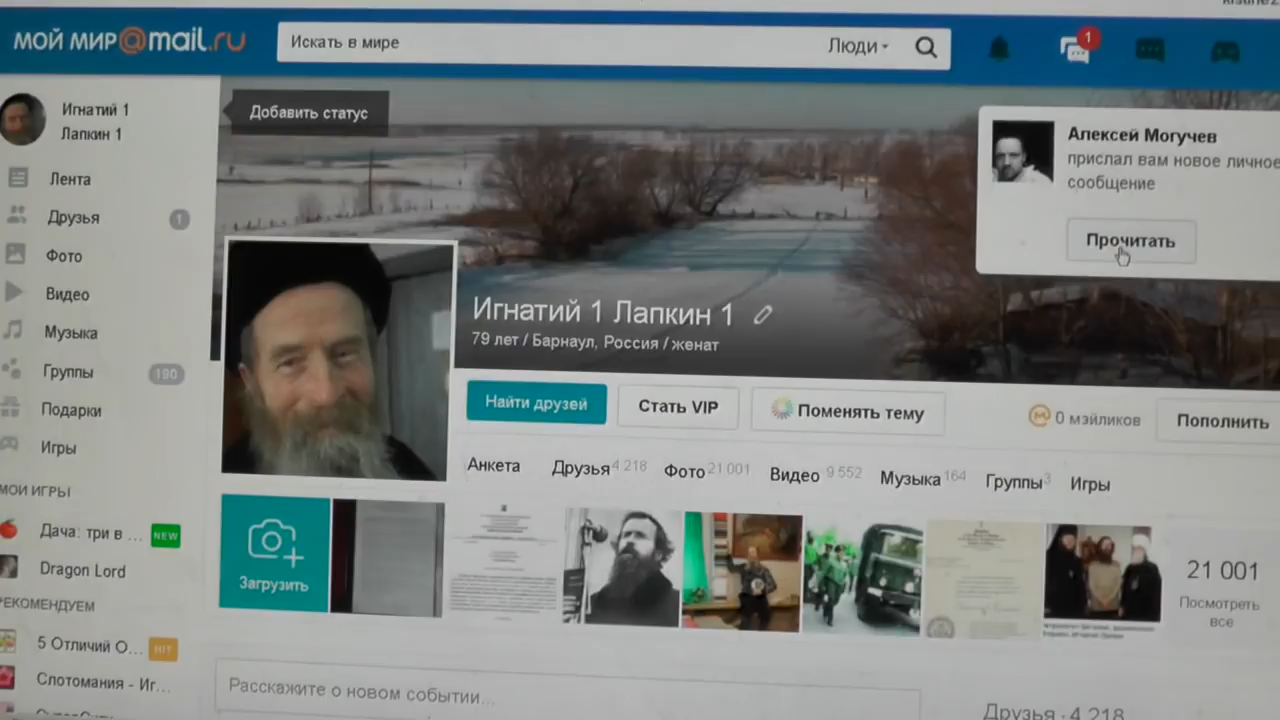 МОЙ МИР@mail.ru
Искать в мире
Люди
1
Игнатий 1
Лапкин 1
Добавить статус
Алексей Могучев
прислал вам новое личное
сообщение
Прочитать
Лента
Друзья 1
Фото
Видео
Музыка
Группы 190
Подарки
Игры
Игнатий 1 Лапкин 1
79 лет / Барнаул, Россия / женат
Найти друзей
Стать VIP
Поменять тему
0 мэйликов
Пополнить
Анкета Друзья 4 218 Фото 21 001 Видео 9 552 Музыка 164 Группы 3 Игры
МОИ ИГРЫ
Дача: три в ... NEW
Dragon Lord
РЕКОМЕНДУЕМ
5 Отличий О... HIT
Слотомания - Иг...
Загрузить
21 001
Посмотреть
все
Расскажите о новом событии...
Друзья · 4 218